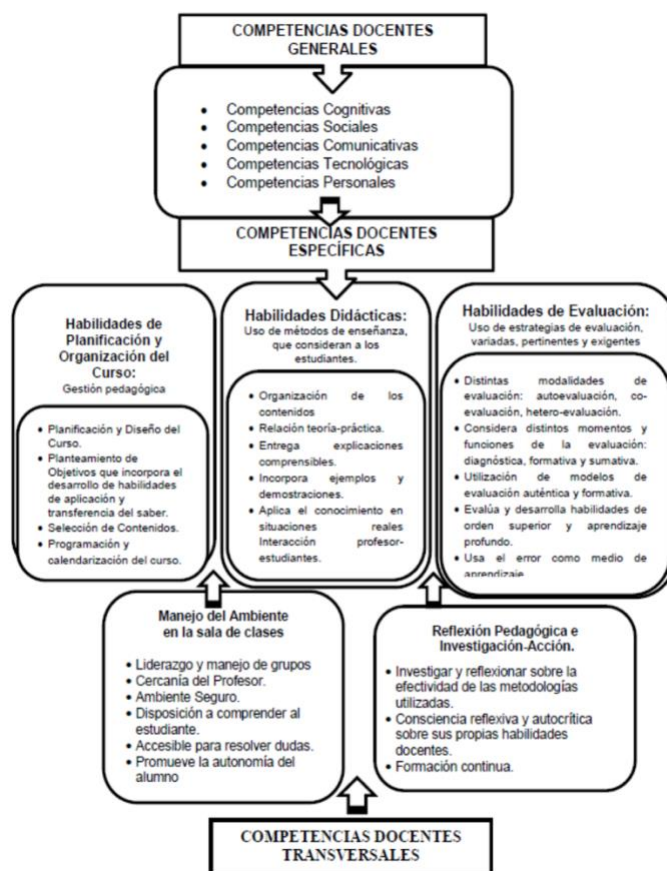 COMPETENCIAS DOCENTES
GENERALES
• Competencias Cognitivas
• Competencias Sociales
• Competencias Comunicativas
• Competencias Tecnológicas
• Competencias Personales
COMPETENCIAS DOCENTES
ESPECÍFICAS
Habilidades de
Planificación y
Organización del
Curso:
Gestión pedagógica
• Planificación y Diseño del
Curso.
• Planteamiento de
Objetivos que incorpora el
desarrollo de habilidades
de aplicación y
transferencia del saber.
• Selección de Contenidos.
• Programación y
calendarización del curso.
Habilidades Didácticas:
Uso de métodos de enseñanza,
que consideran a los
estudiantes.
• Organización de los
contenidos
• Relación teoría-práctica.
• Entrega explicaciones
comprensibles.
• Incorpora ejemplos y
demostraciones.
• Aplica el conocimiento en
situaciones reales
Interacción profesor-
estudiantes.
Habilidades de Evaluación:
Uso de estrategias de evaluación,
variadas, pertinentes y exigentes
• Distintas modalidades de
evaluación: autoevaluación, co-
evaluación, hetero-evaluación.
• Considera distintos momentos y
funciones de la evaluación:
diagnóstica, formativa y sumativa.
• Utilización de modelos de
evaluación auténtica y formativa.
• Evalúa y desarrolla habilidades de
orden superior y aprendizaje
profundo.
• Usa el error como medio de
aprendizaje
Manejo del Ambiente
en la sala de clases
• Liderazgo y manejo de grupos
• Cercanía del Profesor.
• Ambiente Seguro.
• Disposición a comprender al
estudiante.
• Accesible para resolver dudas.
• Promueve la autonomía del
alumno
Reflexión Pedagógica e
Investigación-Acción.
• Investigar y reflexionar sobre la
efectividad de las metodologías
utilizadas.
• Consciencia reflexiva y autocrítica
sobre sus propias habilidades
docentes.
• Formación continua.
COMPETENCIAS DOCENTES
TRANSVERSALES